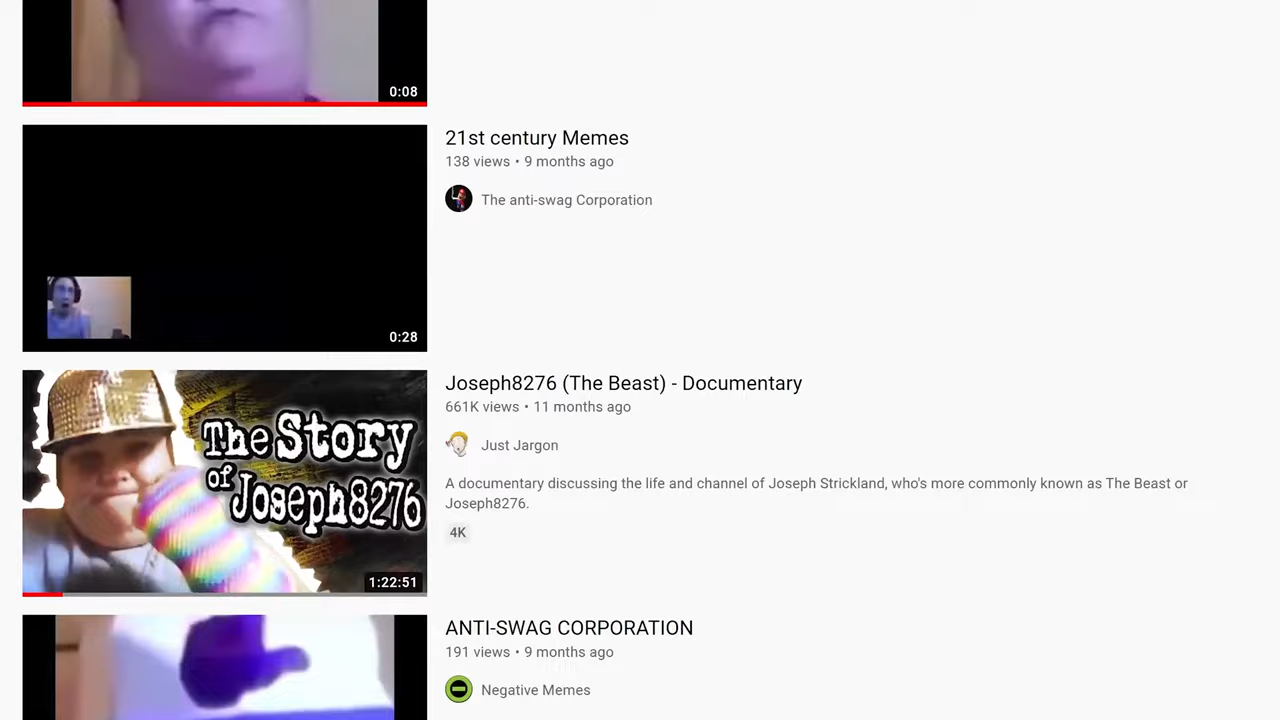 0:08
21st century Memes
138 views • 9 months ago
The anti-swag Corporation
0:28
Joseph8276 (The Beast) - Documentary
661K views • 11 months ago
Just Jargon
A documentary discussing the life and channel of Joseph Strickland, who's more commonly known as The Beast or
Joseph8276.
4K
The Story
of Joseph8276
1:22:51
ANTI-SWAG CORPORATION
191 views • 9 months ago
Negative Memes